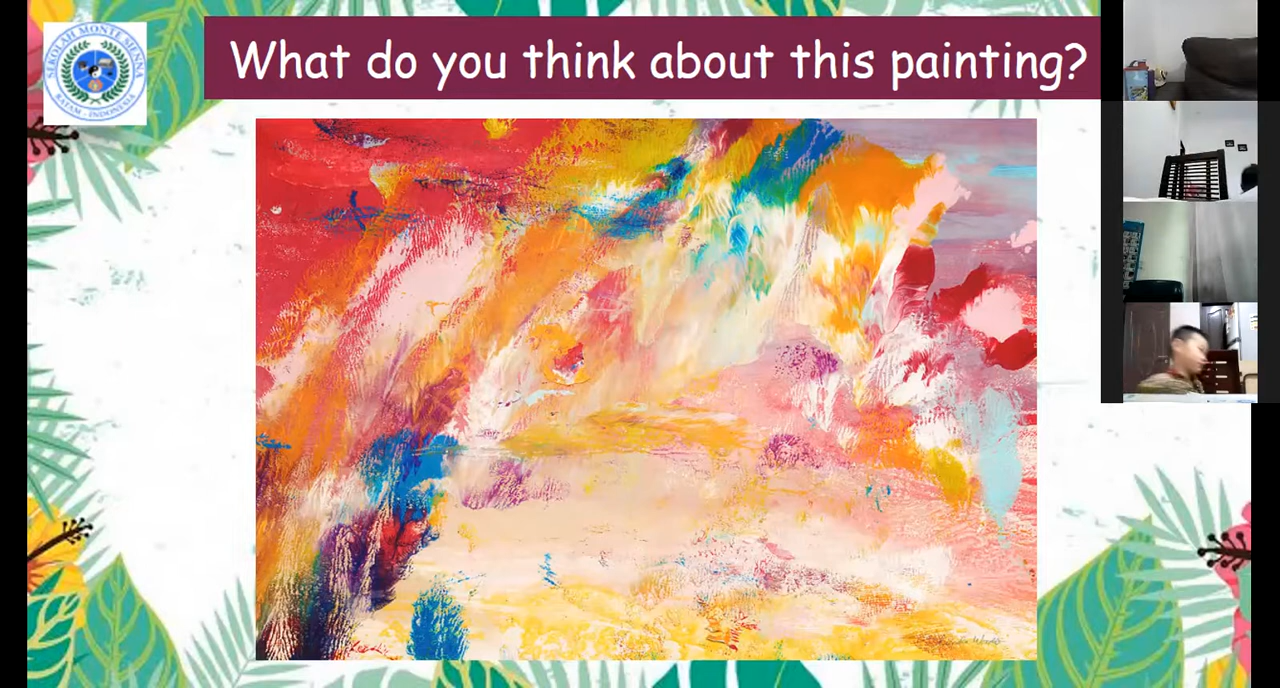 SEKOLAH MONTE SIENNA
BATAM - INDONESIA
What do you think about this painting?